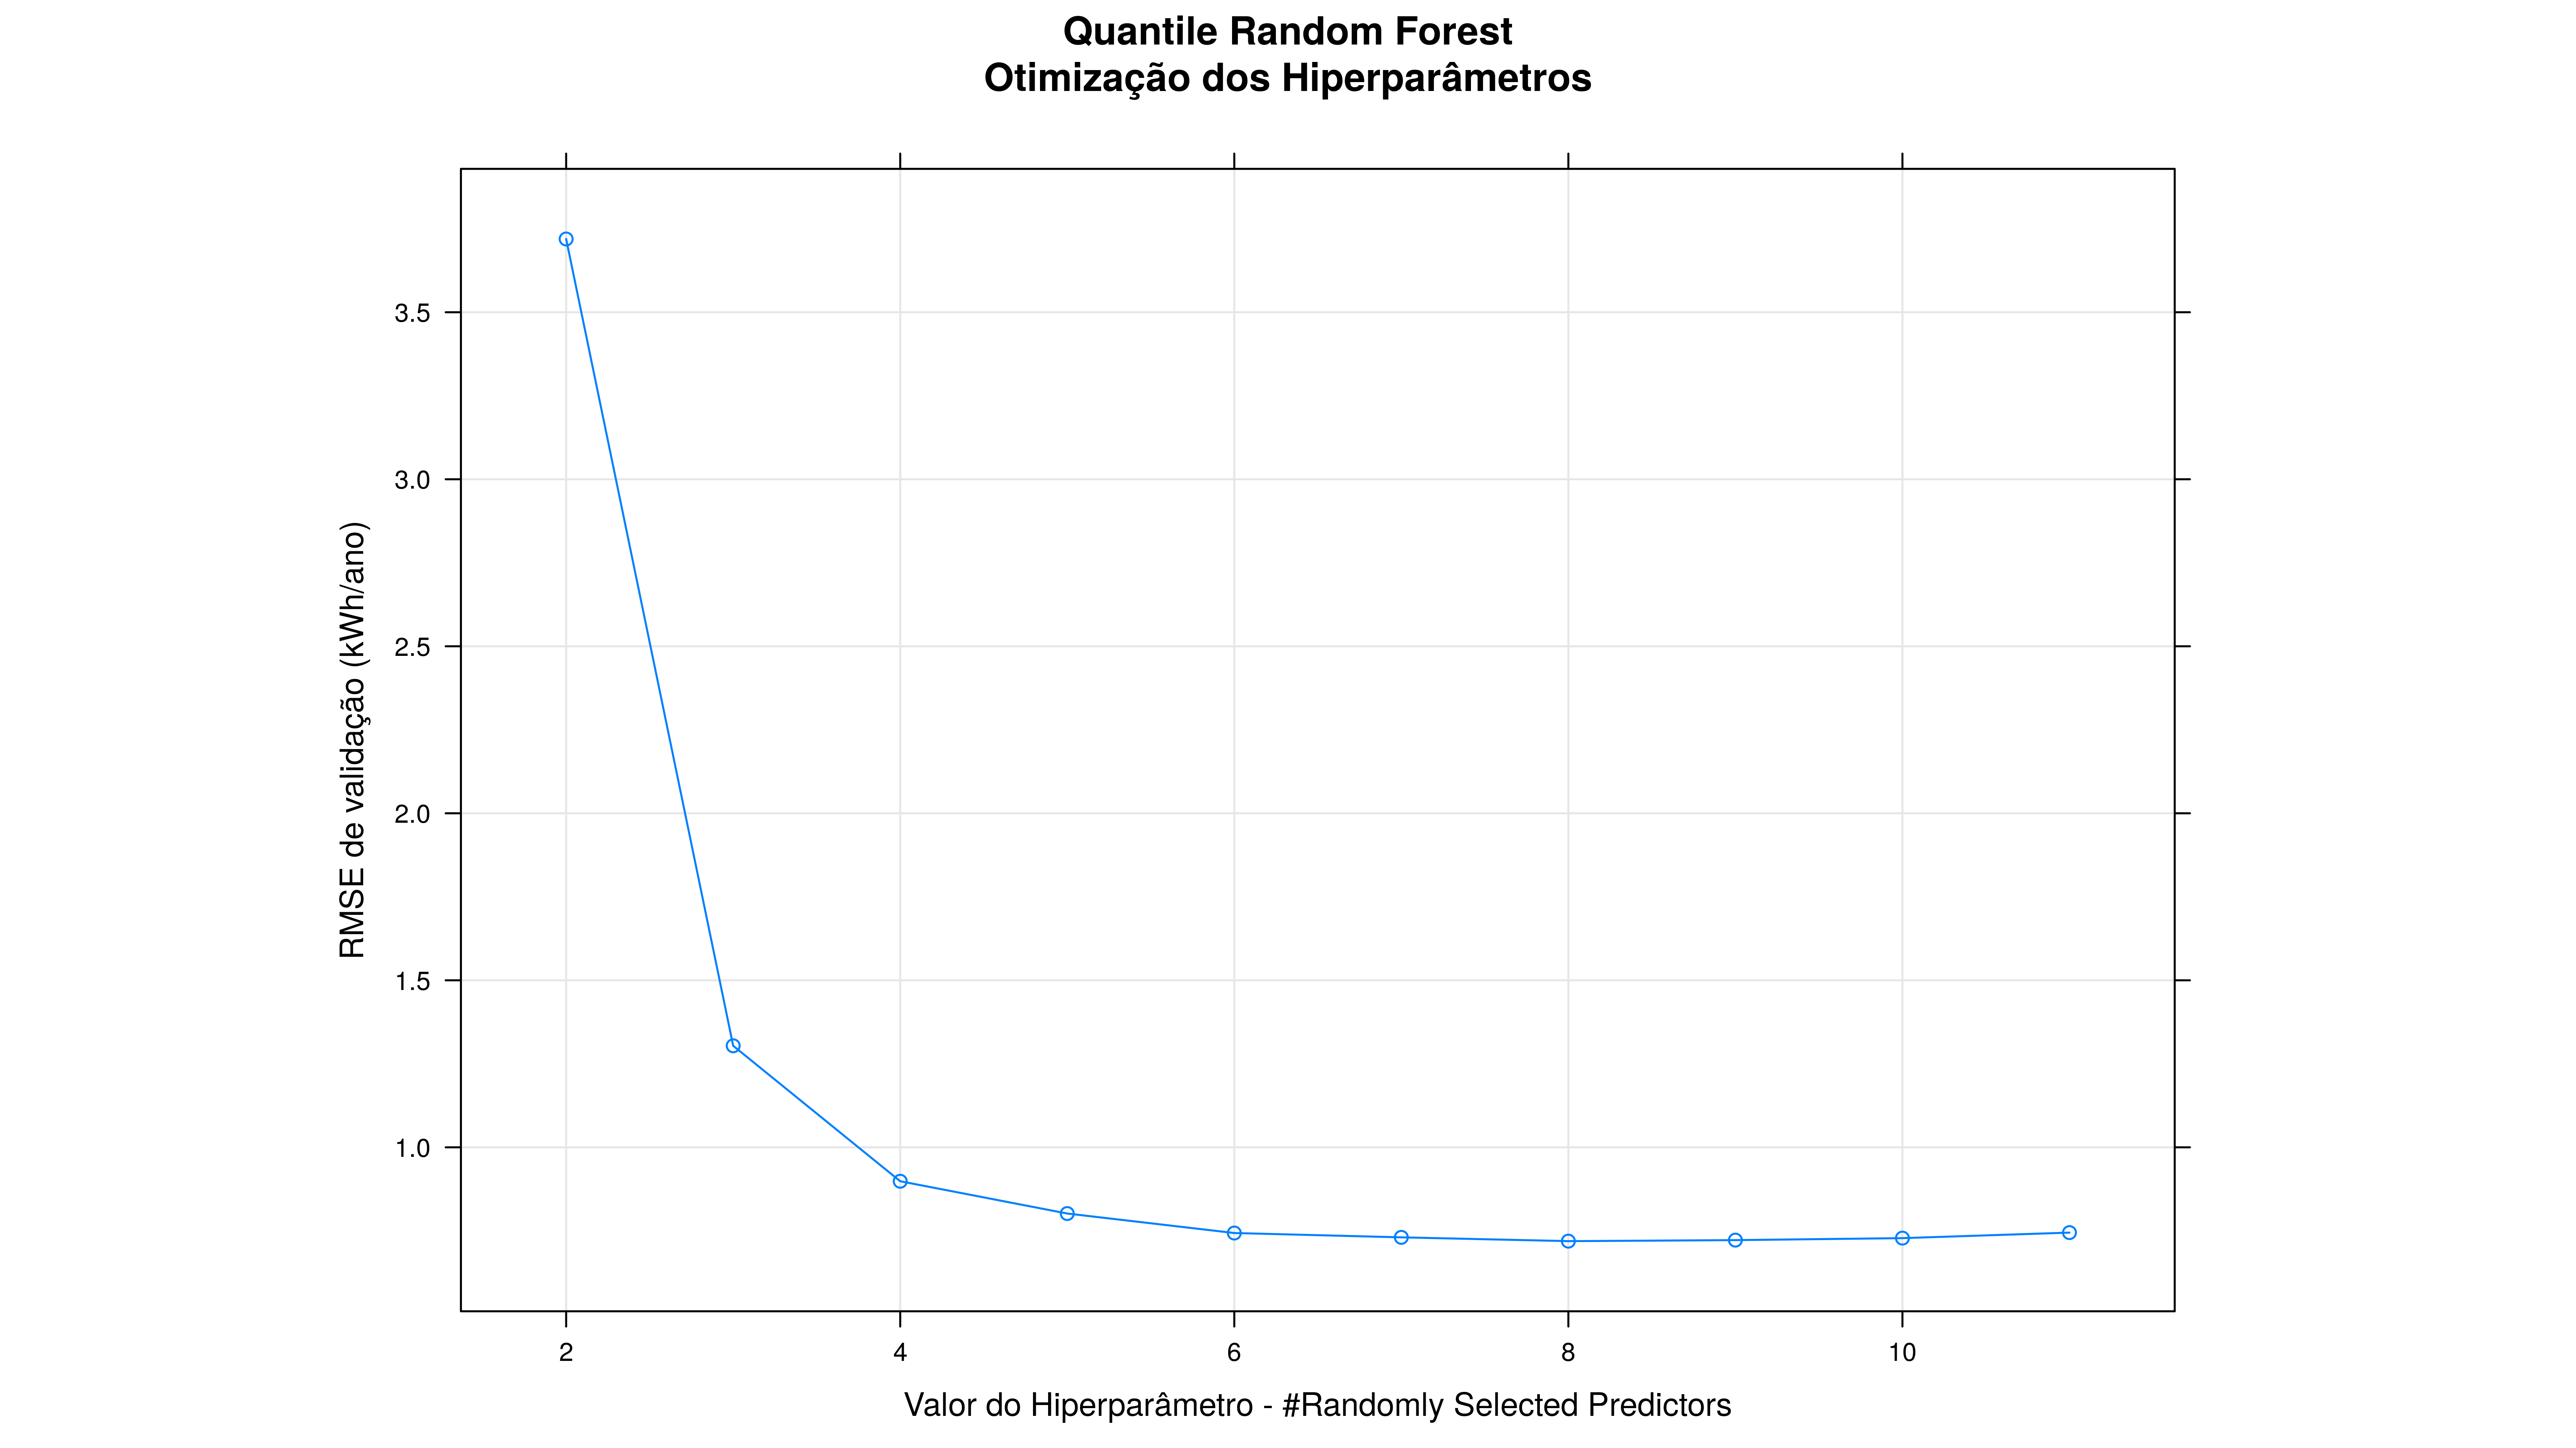 Quantile Random Forest
Otimização dos Hiperparâmetros
RMSE de validação (kWh/ano)
3.5
3.0
2.5
2.0
1.5
1.0
2
4
6
8
10
Valor do Hiperparâmetro - #Randomly Selected Predictors